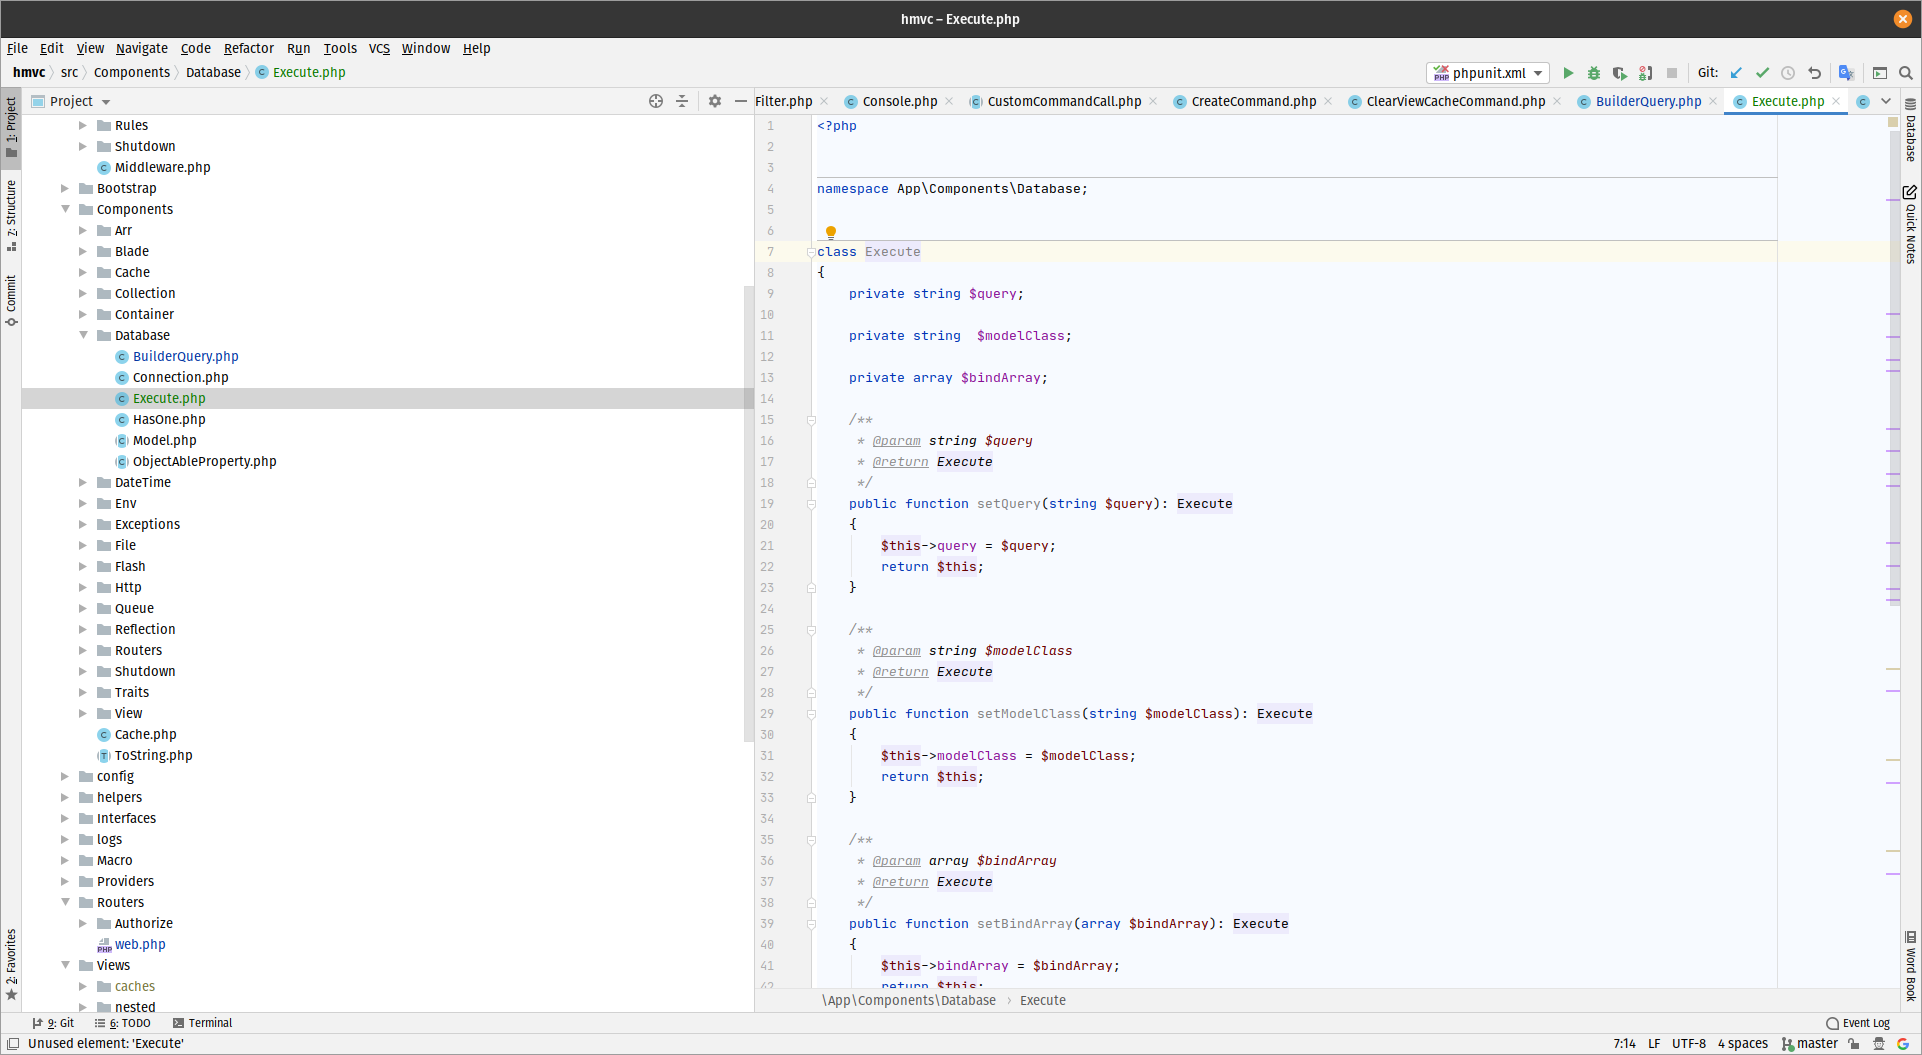 hmvc – Execute.php
File Edit View Navigate Code Refactor Run Tools VCS Window Help
hmvc src Components Database Execute.php phpunit.xml Git:
1: Project
7: Structure
Commit
2: Favorites
Project
Rules
Shutdown
Middleware.php
Bootstrap
Components
Arr
Blade
Cache
Collection
Container
Database
BuilderQuery.php
Connection.php
Execute.php
HasOne.php
Model.php
ObjectAbleProperty.php
DateTime
Env
Exceptions
File
Flash
Http
Queue
Reflection
Routers
Shutdown
Traits
View
Cache.php
ToString.php
config
helpers
Interfaces
logs
Macro
Providers
Routers
Authorize
web.php
Views
caches
nested
Filter.php Console.php CustomCommandCall.php CreateCommand.php ClearViewCacheCommand.php BuilderQuery.php Execute.php
1 <?php
2
3
4 namespace App\Components\Database;
5
6
7 class Execute
8 {
9 private string $query;
10
11 private string  $modelClass;
12
13 private array $bindArray;
14
15 /**
16 * @param string $query
17 * @return Execute
18 */
19 public function setQuery(string $query): Execute
20 {
21 $this->query = $query;
22 return $this;
23 }
24
25 /**
26 * @param string $modelClass
27 * @return Execute
28 */
29 public function setModelClass(string $modelClass): Execute
30 {
31 $this->modelClass = $modelClass;
32 return $this;
33 }
34
35 /**
36 * @param array $bindArray
37 * @return Execute
38 */
39 public function setBindArray(array $bindArray): Execute
40 {
41 $this->bindArray = $bindArray;
42 return $this;
\App\Components\Database › Execute
Database
Quick Notes
Word Book
9: Git 6: TODO Terminal Event Log
Unused element: 'Execute' 7:14 LF UTF-8 4 spaces master